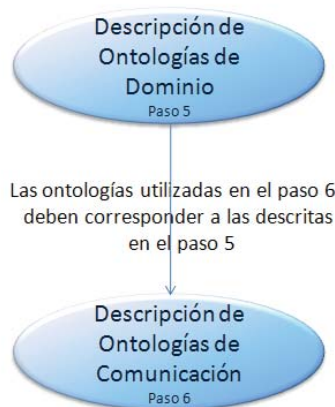 Descripción de
Ontologías de
Dominio
Paso 5
Las ontologías utilizadas en el paso 6
deben corresponder a las descritas
en el paso 5
Descripción de
Ontologías de
Comunicación
Paso 6